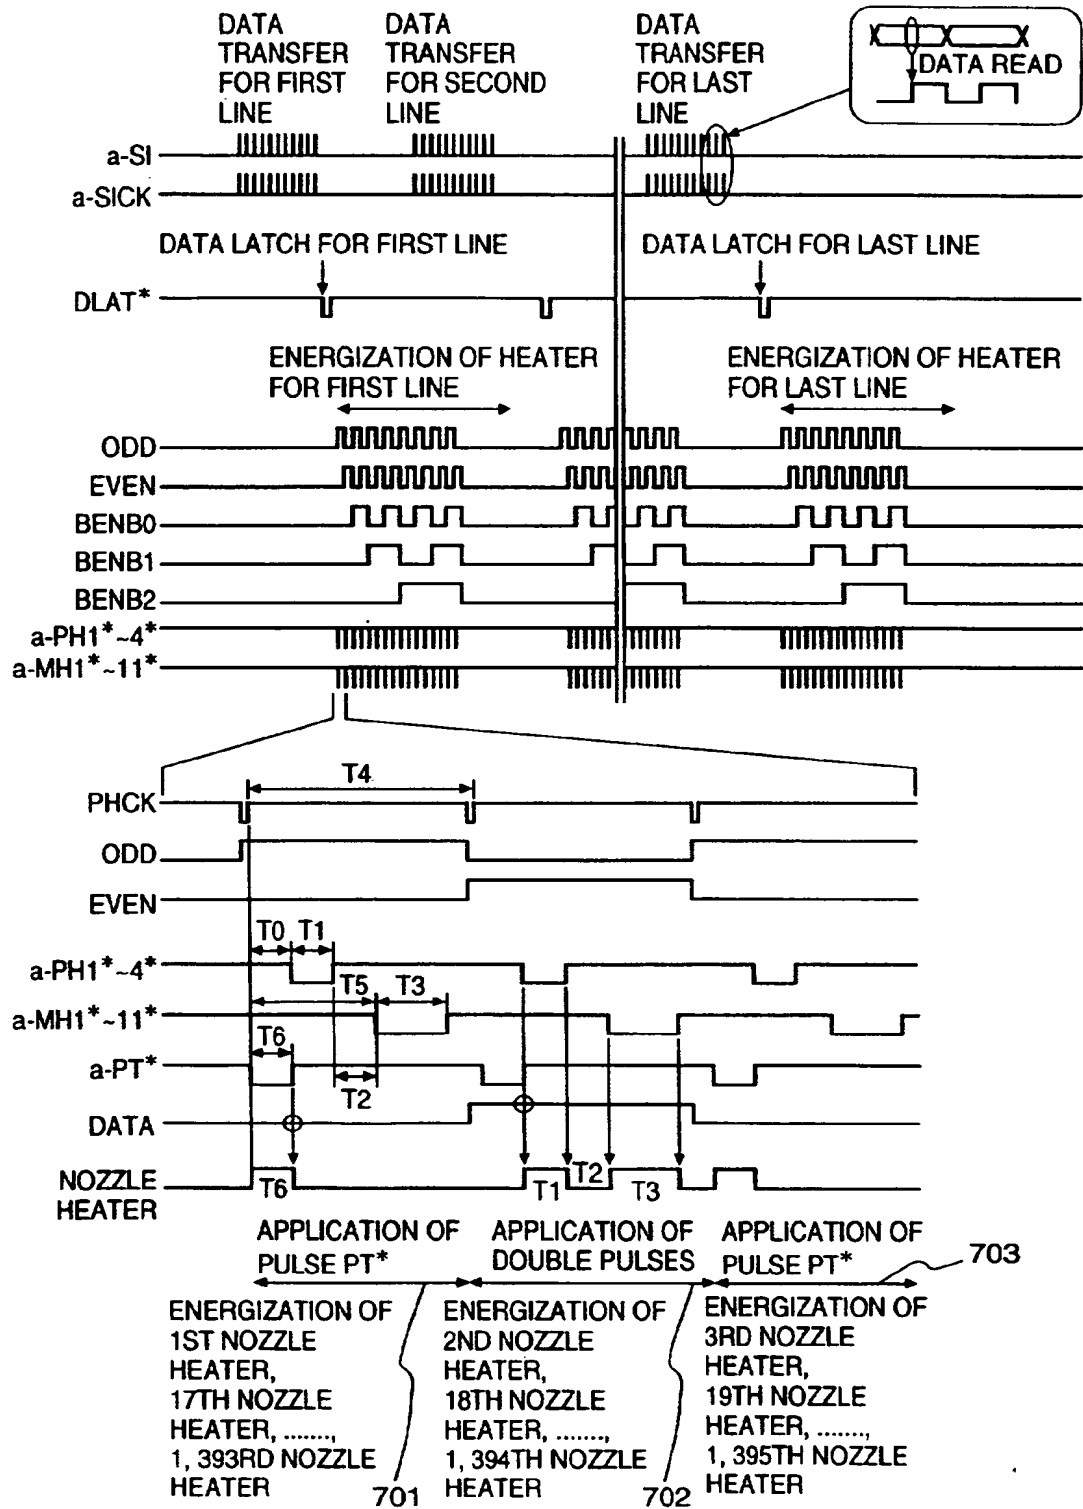 DATA
TRANSFER
FOR FIRST
LINE
DATA
TRANSFER
FOR SECOND
LINE
DATA
TRANSFER
FOR LAST
LINE
DATA READ
a-SI
a-SICK
DATA LATCH FOR FIRST LINE
DATA LATCH FOR LAST LINE
DLAT*
ENERGIZATION OF HEATER
FOR FIRST LINE
ENERGIZATION OF HEATER
FOR LAST LINE
ODD
EVEN
BENB0
BENB1
BENB2
a-PH1*~4*
a-MH1*~11*
T4
PHCK
ODD
EVEN
T0
T1
a-PH1*~4*
T5
T3
a-MH1*~11*
T6
a-PT*
T2
DATA
NOZZLE
HEATER
T6
T1
T2
T3
APPLICATION OF
PULSE PT*
APPLICATION OF
DOUBLE PULSES
APPLICATION OF
PULSE PT*
703
ENERGIZATION OF
1ST NOZZLE
HEATER,
17TH NOZZLE
HEATER, ........,
1, 393RD NOZZLE
HEATER
701
ENERGIZATION OF
2ND NOZZLE
HEATER,
18TH NOZZLE
HEATER, .......,
1, 394TH NOZZLE
HEATER
702
ENERGIZATION OF
3RD NOZZLE
HEATER,
19TH NOZZLE
HEATER, .......,
1, 395TH NOZZLE
HEATER